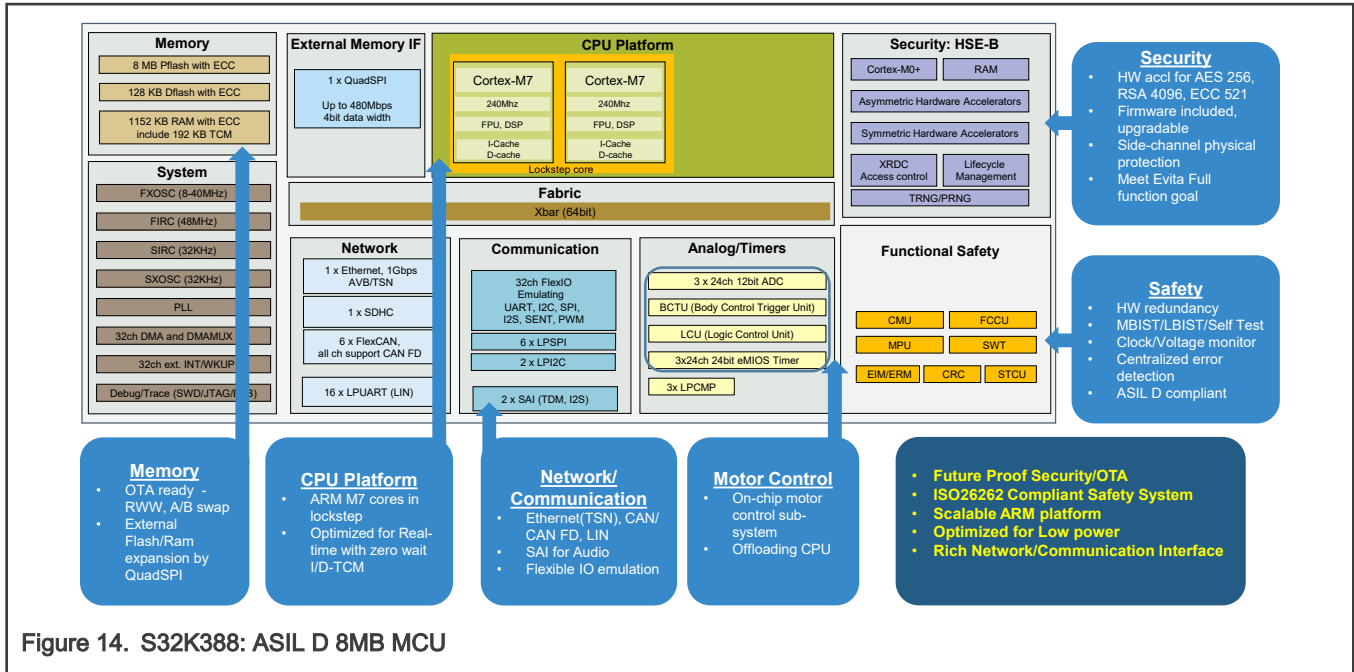 Memory
8 MB Pflash with ECC
128 KB Dflash with ECC
1152 KB RAM with ECC
include 192 KB TCM
System
FXOSC (8-40MHz)
FIRC (48MHz)
SIRC (32KHz)
SXOSC (32KHz)
PLL
32ch DMA and DMAMUX
32ch ext. INT/WKUP
Debug/Trace (SWD/JTAG/
External Memory IF
1 x QuadSPI
Up to 480Mbps
4bit data width
CPU Platform
Cortex-M7
240Mhz
FPU, DSP
I-Cache
D-cache
Cortex-M7
240Mhz
FPU, DSP
I-Cache
D-cache
Lockstep core
Fabric
Xbar (64bit)
Network
1 x Ethernet, 1Gbps
AVB/TSN
1 x SDHC
6 x FlexCAN,
all ch support CAN FD
16 x LPUART (LIN)
Communication
32ch FlexIO
Emulating
UART, I2C, SPI,
I2S, SENT, PWM
6 x LPSPI
2 x LPI2C
2 x SAI (TDM, I2S)
Analog/Timers
3 x 24ch 12bit ADC
BCTU (Body Control Trigger Unit)
LCU (Logic Control Unit)
3x24ch 24bit eMIOS Timer
3x LPCMP
Security: HSE-B
Cortex-M0+
RAM
Asymmetric Hardware Accelerators
Symmetric Hardware Accelerators
XRDC
Access control
Lifecycle
Management
TRNG/PRNG
Functional Safety
CMU
FCCU
MPU
SWT
EIM/ERM
CRC
STCU
Security
• HW accl for AES 256,
RSA 4096, ECC 521
• Firmware included,
upgradable
• Side-channel physical
protection
• Meet Evita Full
function goal
Safety
• HW redundancy
• MBIST/LBIST/Self Test
• Clock/Voltage monitor
• Centralized error
detection
• ASIL D compliant
Memory
• OTA ready -
RWW, A/B swap
• External
Flash/Ram
expansion by
QuadSPI
CPU Platform
• ARM M7 cores in
lockstep
• Optimized for Real-
time with zero wait
I/D-TCM
Network/
Communication
• Ethernet(TSN), CAN/
CAN FD, LIN
• SAI for Audio
• Flexible IO emulation
Motor Control
• On-chip motor
control sub-
system
• Offloading CPU
• Future Proof Security/OTA
• ISO26262 Compliant Safety System
• Scalable ARM platform
• Optimized for Low power
• Rich Network/Communication Interface
Figure 14. S32K388: ASIL D 8MB MCU